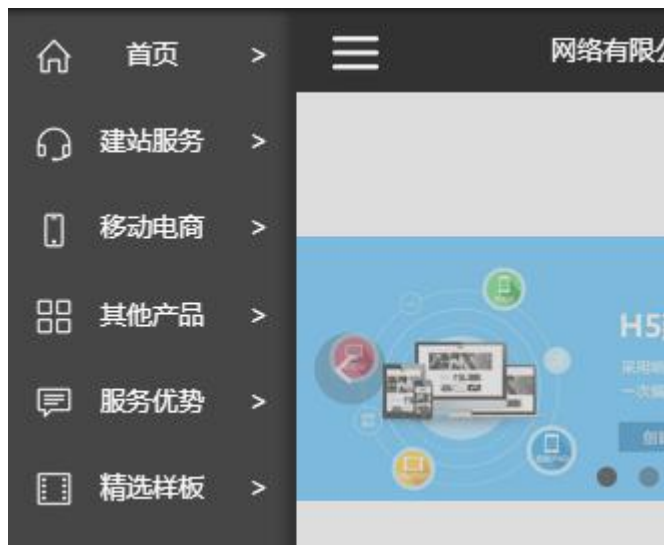 首页 >
建站服务 >
移动电商 >
其他产品 >
服务优势 >
精选样板 >
网络有限公
H5